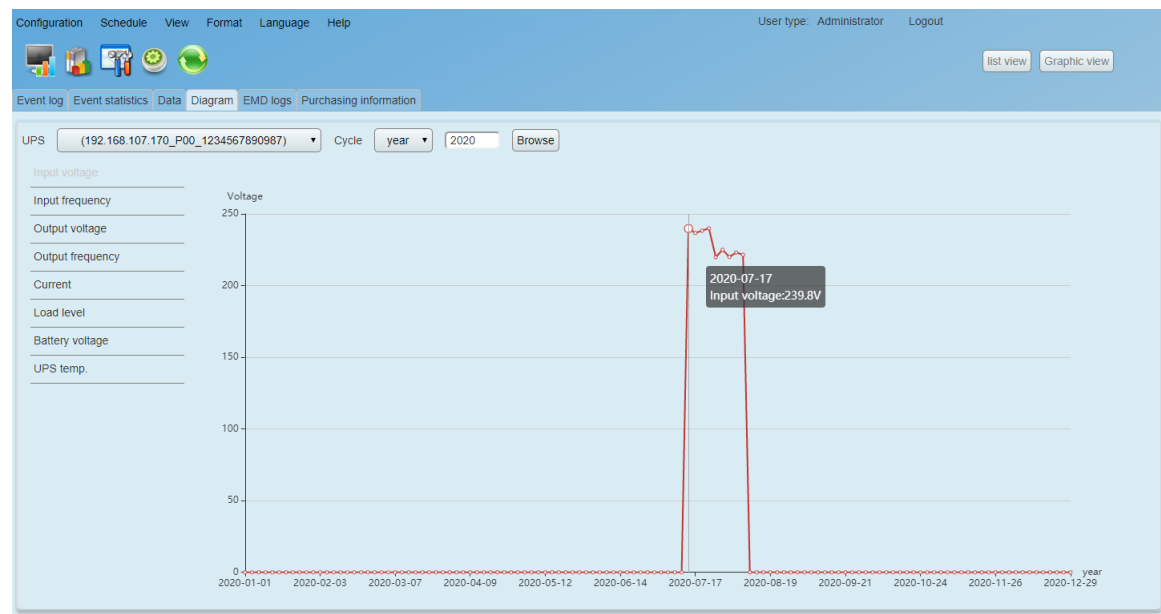 Configuration Schedule View Format Language Help User type: Administrator Logout
list view Graphic view
Event log Event statistics Data Diagram EMD logs Purchasing information
UPS (192.168.107.170_P00_1234567890987) Cycle year 2020 Browse
Input voltage
Input frequency
Output voltage
Output frequency
Current
Load level
Battery voltage
UPS temp.
Voltage
250
200
150
100
50
0
2020-07-17
Input voltage:239.8V
2020-01-01 2020-02-03 2020-03-07 2020-04-09 2020-05-12 2020-06-14 2020-07-17 2020-08-19 2020-09-21 2020-10-24 2020-11-26 2020-12-29
year